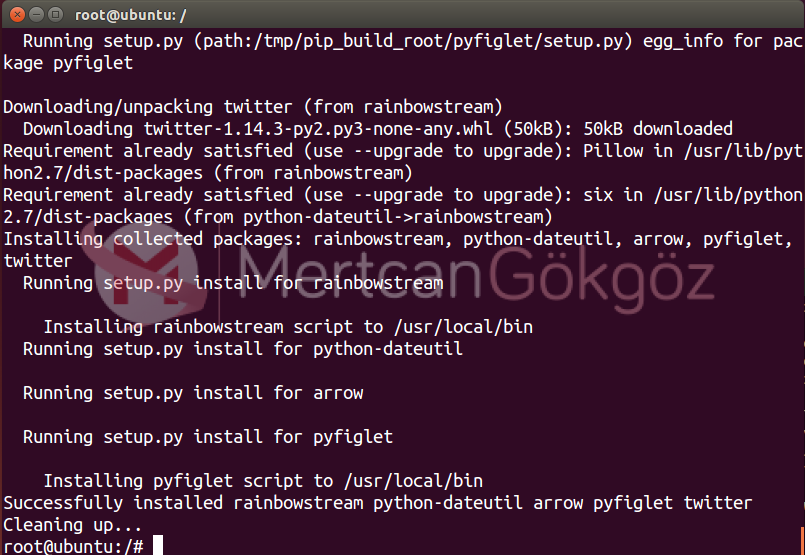 root@ubuntu: /
Running setup.py (path:/tmp/pip_build_root/pyfiglet/setup.py) egg_info for pac
kage pyfiglet
Downloading/unpacking twitter (from rainbowstream)
Downloading twitter-1.14.3-py2.py3-none-any.whl (50kB): 50kB downloaded
Requirement already satisfied (use --upgrade to upgrade): Pillow in /usr/lib/pyt
hon2.7/dist-packages (from rainbowstream)
Requirement already satisfied (use --upgrade to upgrade): six in /usr/lib/python
2.7/dist-packages (from python-dateutil->rainbowstream)
Installing collected packages: rainbowstream, python-dateutil, arrow, pyfiglet,
twitter
MertcanGökgöz
Running setup.py install for rainbowstream
Installing rainbowstream script to /usr/local/bin
Running setup.py install for python-dateutil
Running setup.py install for arrow
Running setup.py install for pyfiglet
Installing pyfiglet script to /usr/local/bin
Successfully installed rainbowstream python-dateutil arrow pyfiglet twitter
Cleaning up...
root@ubuntu:/#